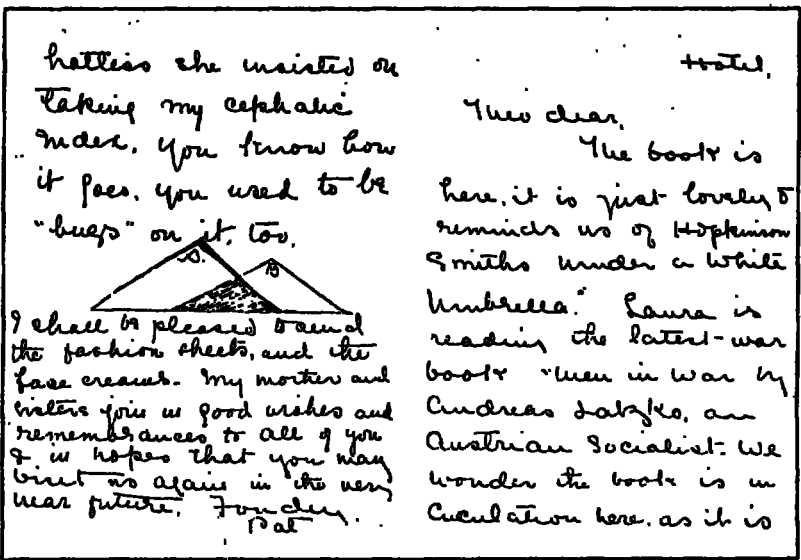 hatless she insisted on
taking my cephalic
Index, you know how
it goes, you used to be
"bugs" on it, too.
A. B
I shall be pleased to send
the fashion sheets, and the
face creams. My mother and
sisters join in good wishes and
remembrances to all of you
& in hopes that you may
visit us again in the very
near future. Fondly.
Pat
Hotel,
Theo dear,
The book is
here, it is just lovely &
reminds us of Hopkinson
Smiths Under a White
Umbrella." Laura is
reading the latest war
book "Men in War by
Andreas Latzko, an
Austrian Socialist. We
wonder the book is in
Circulation here, as it is